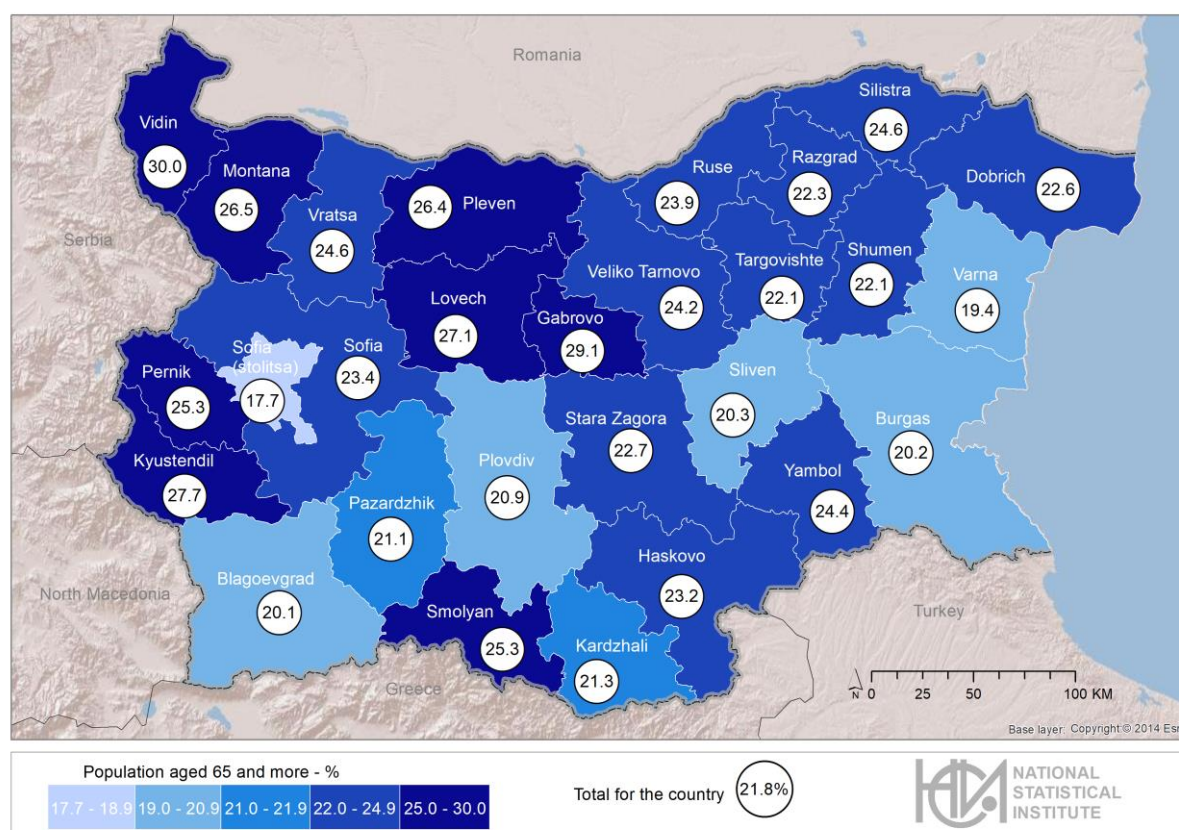 Romania
Silistra
24.6
Vidin
30.0
Montana
26.5
Ruse
23.9
Razgrad
22.3
Dobrich
22.6
Pleven
26.4
Vratsa
24.6
Serbia
Veliko Tarnovo
24.2
Targovishte
22.1
Shumen
22.1
Varna
19.4
Lovech
27.1
Gabrovo
29.1
Sofia
(stolitsa)
17.7
Sofia
23.4
Pernik
25.3
Sliven
20.3
Stara Zagora
22.7
Burgas
20.2
Kyustendil
27.7
Plovdiv
20.9
Yambol
24.4
Pazardzhik
21.1
Haskovo
23.2
Blagoevgrad
20.1
North Macedonia
Smolyan
25.3
Turkey
Kardzhali
21.3
Greece
N
0 25 50 100 KM
Base layer: Copyright:© 2014 Esr
Population aged 65 and more - %
17.7 - 18.9 19.0 - 20.9 21.0 - 21.9 22.0 - 24.9 25.0 - 30.0
Total for the country 21.8%
НСИ
NATIONAL
STATISTICAL
INSTITUTE